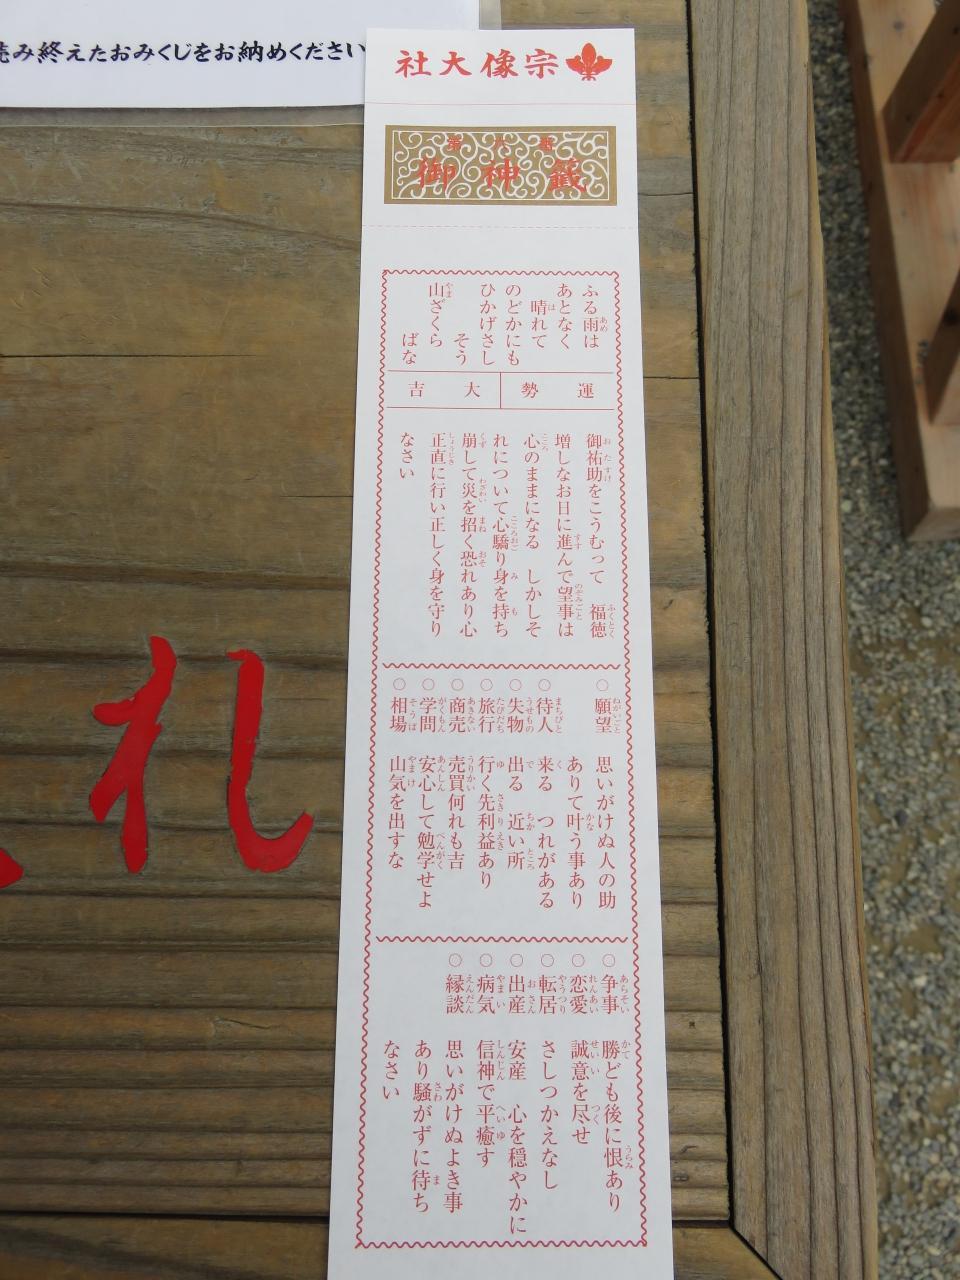 読み終えたおみくじをお納めください
宗像大社
第六番
御神籤
ふる雨は
あとなく
晴れて
のどかにも
ひかげさし
そう
山ざくら
ばな
運勢 大吉
御祐助をこうむって 福徳
増しなお日に進んで望事は
心のままになる しかしそ
れについて心驕り身を持ち
崩して災を招く恐れあり心
正直に行い正しく身を守り
なさい
○願望 思いがけぬ人の助
ありて叶う事あり
○待人 来る つれがある
○失物 出る 近い所
○旅行 行く先利益あり
○商売 売買何れも吉
○学問 安心して勉学せよ
○相場 山気を出すな
○争事 勝ども後に恨あり
○恋愛 誠意を尽せ
○転居 さしつかえなし
○出産 安産 心を穏やかに
○病気 信神で平癒す
○縁談 思いがけぬよき事
あり騒がずに待ち
なさい
札